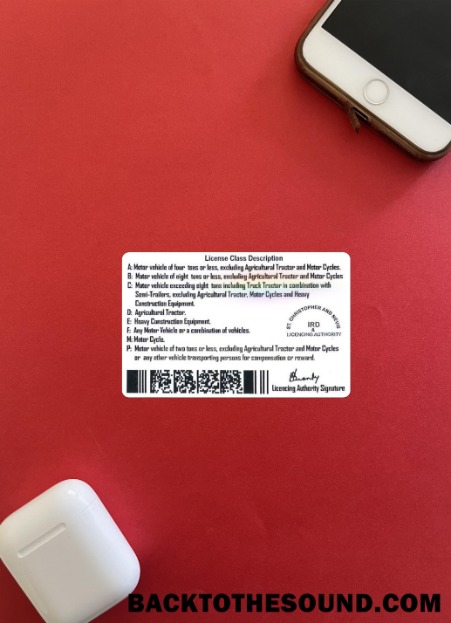 License Class Description
A: Motor vehicle of four tons or less, excluding Agricultural Tractor and Motor Cycles.
B: Motor vehicle of eight tons or less, excluding Agricultural Tractor and Motor Cycles
C: Motor vehicle exceeding eight tons including Truck Tractor in combination with
Semi-Trailers, excluding Agricultural Tractor, Motor Cycles and Heavy
Construction Equipment.
D: Agricultural Tractor.
E: Heavy Construction Equipment.
F: Any Motor Vehicle or a combination of vehicles.
M: Motor Cycle.
P: Motor vehicle of two tons or less, excluding Agricultural Tractor and Motor Cycles
or any other vehicle transporting persons for compensation or reward.
ST. CHRISTOPHER AND NEVIS
IRD
&
LICENCING AUTHORITY
Licencing Authority Signature
BACKTOTHESOUND.COM